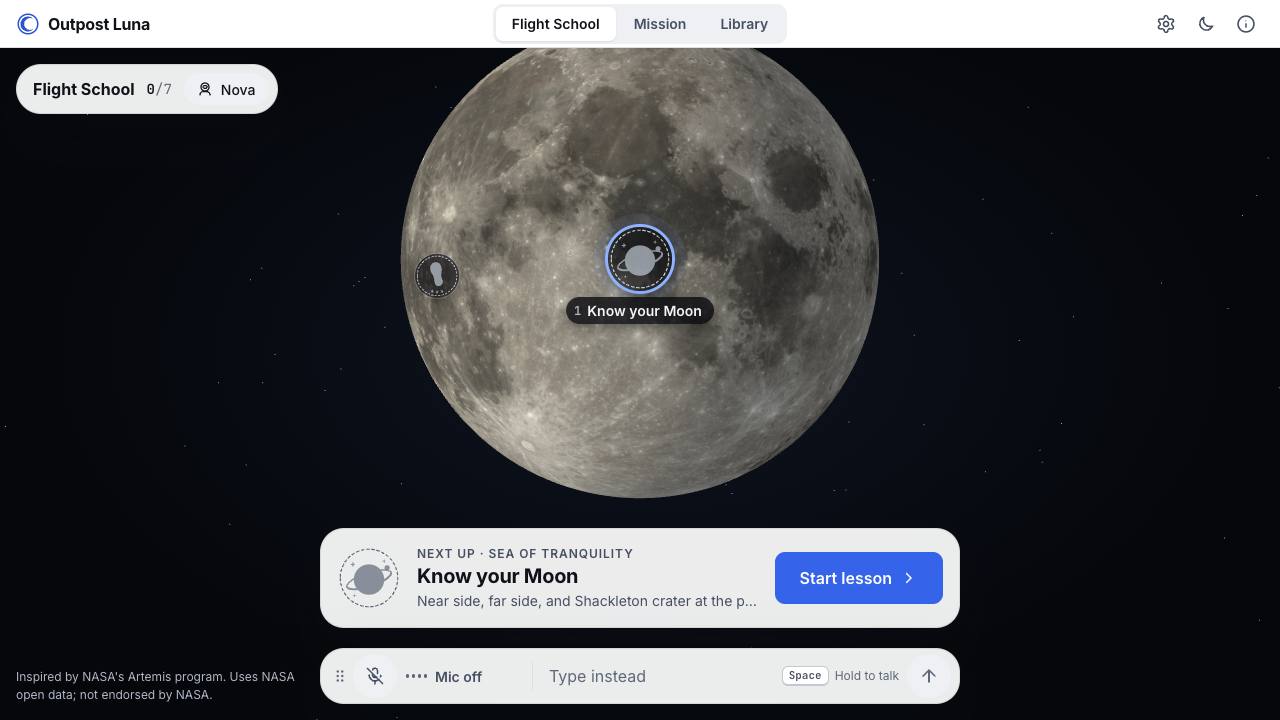 Outpost Luna
Flight School
Mission
Library
Flight School 0/7 Nova
1 Know your Moon
NEXT UP · SEA OF TRANQUILITY
Know your Moon
Near side, far side, and Shackleton crater at the p...
Start lesson
Mic off
Type instead
Space Hold to talk
Inspired by NASA's Artemis program. Uses NASA
open data; not endorsed by NASA.